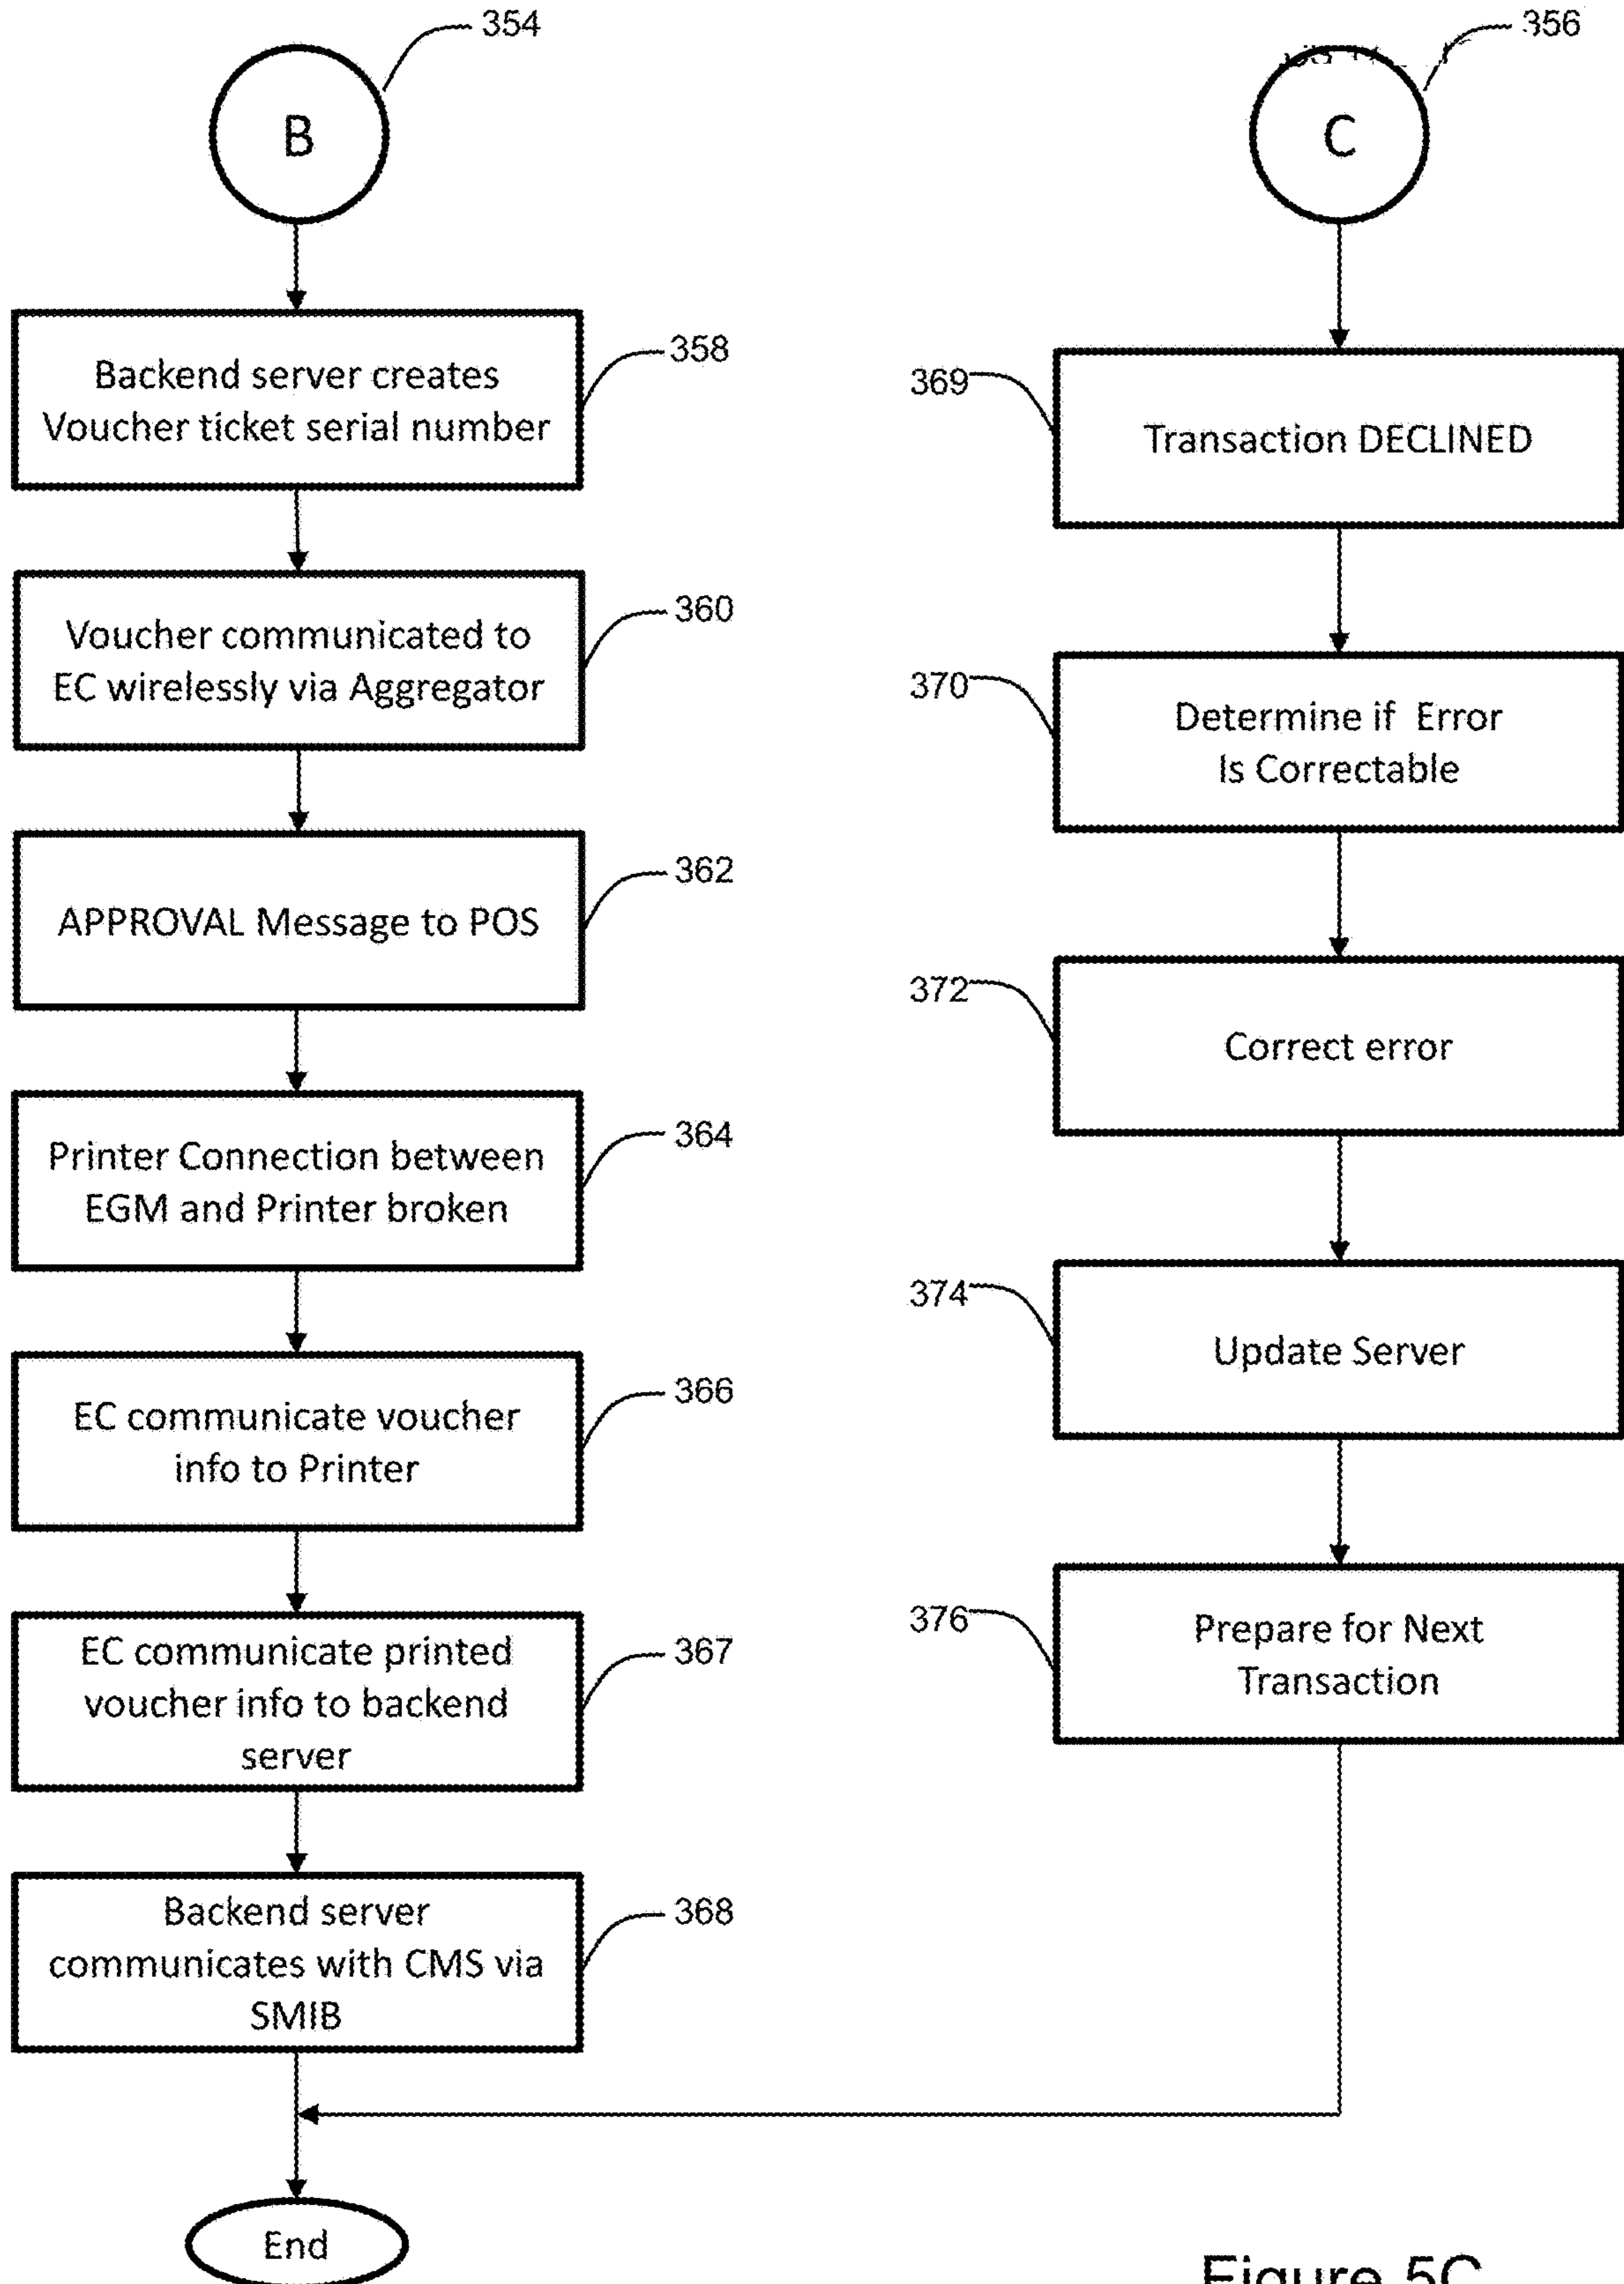 354
B
358
Backend server creates
Voucher ticket serial number
360
Voucher communicated to
EC wirelessly via Aggregator
362
APPROVAL Message to POS
364
Printer Connection between
EGM and Printer broken
366
EC communicate voucher
info to Printer
367
EC communicate printed
voucher info to backend
server
368
Backend server
communicates with CMS via
SMIB
End
356
C
369
Transaction DECLINED
370
Determine if Error
Is Correctable
372
Correct error
374
Update Server
376
Prepare for Next
Transaction
Figure 5C